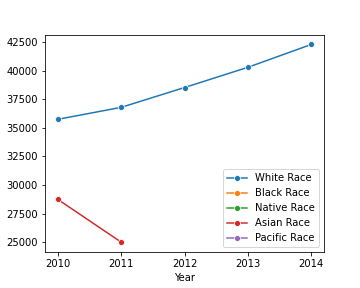 42500
40000
37500
35000
32500
30000
27500
25000
White Race
Black Race
Native Race
Asian Race
Pacific Race
2010 2011 2012 2013 2014
Year